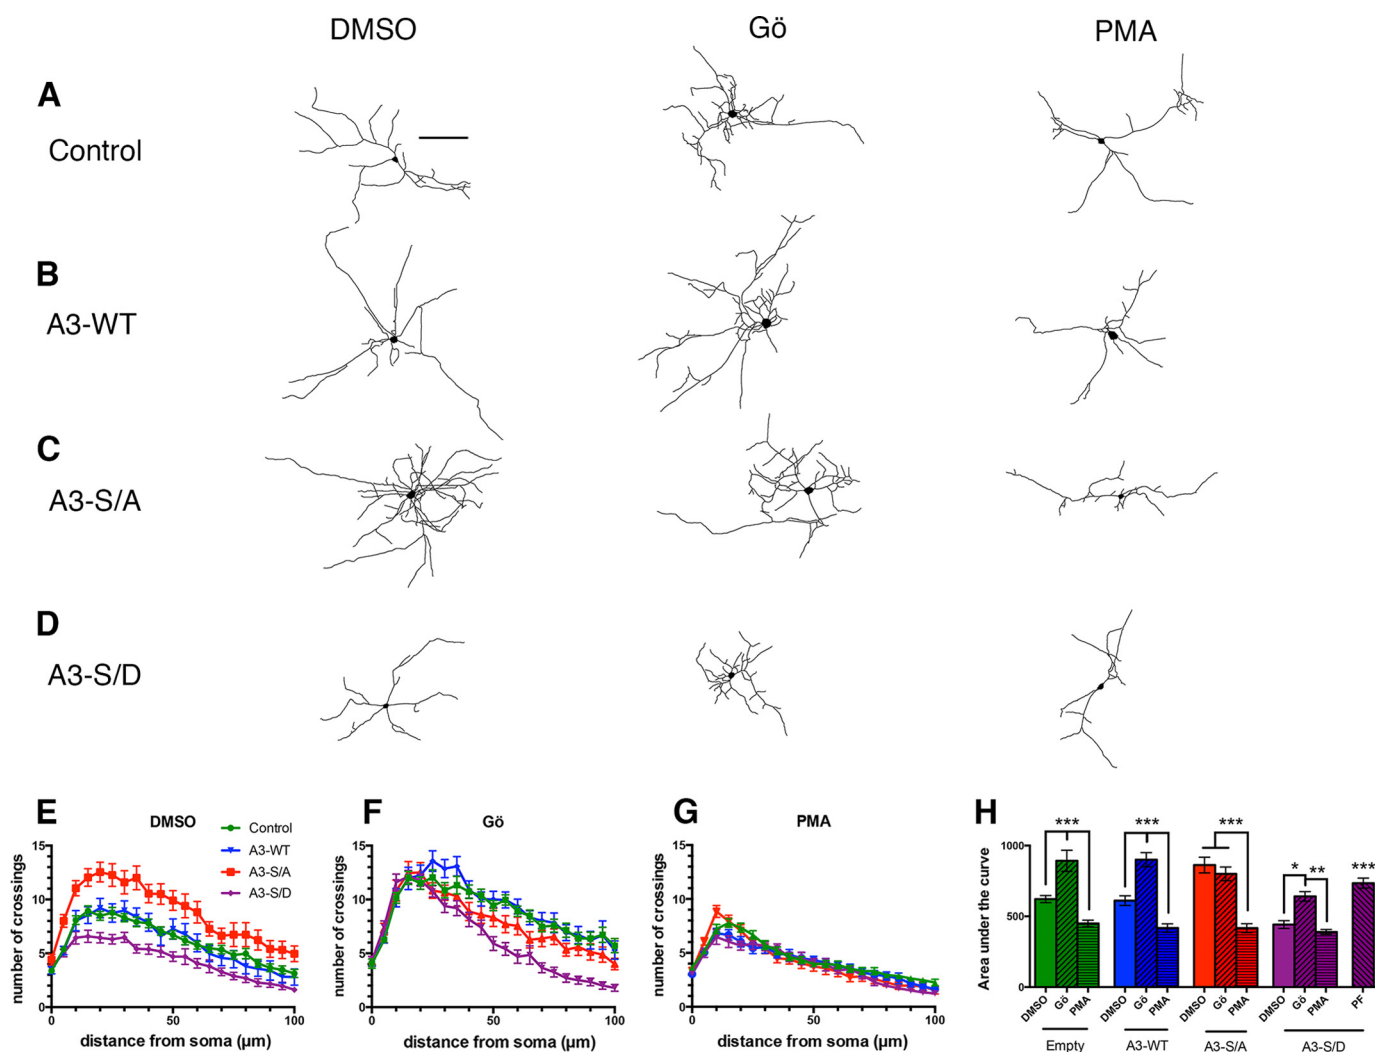 DMSO Gö PMA
A
Control
B
A3-WT
C
A3-S/A
D
A3-S/D
E DMSO
Control
A3-WT
A3-S/A
A3-S/D
number of crossings
15
10
5
0
0 50 100
distance from soma (μm)
F Gö
number of crossings
15
10
5
0
0 50 100
distance from soma (μm)
G PMA
number of crossings
15
10
5
0
0 50 100
distance from soma (μm)
H
Area under the curve
1000
500
0
*** *** *** * ** ***
DMSO Gö PMA DMSO Gö PMA DMSO Gö PMA DMSO Gö PMA PF
Empty A3-WT A3-S/A A3-S/D